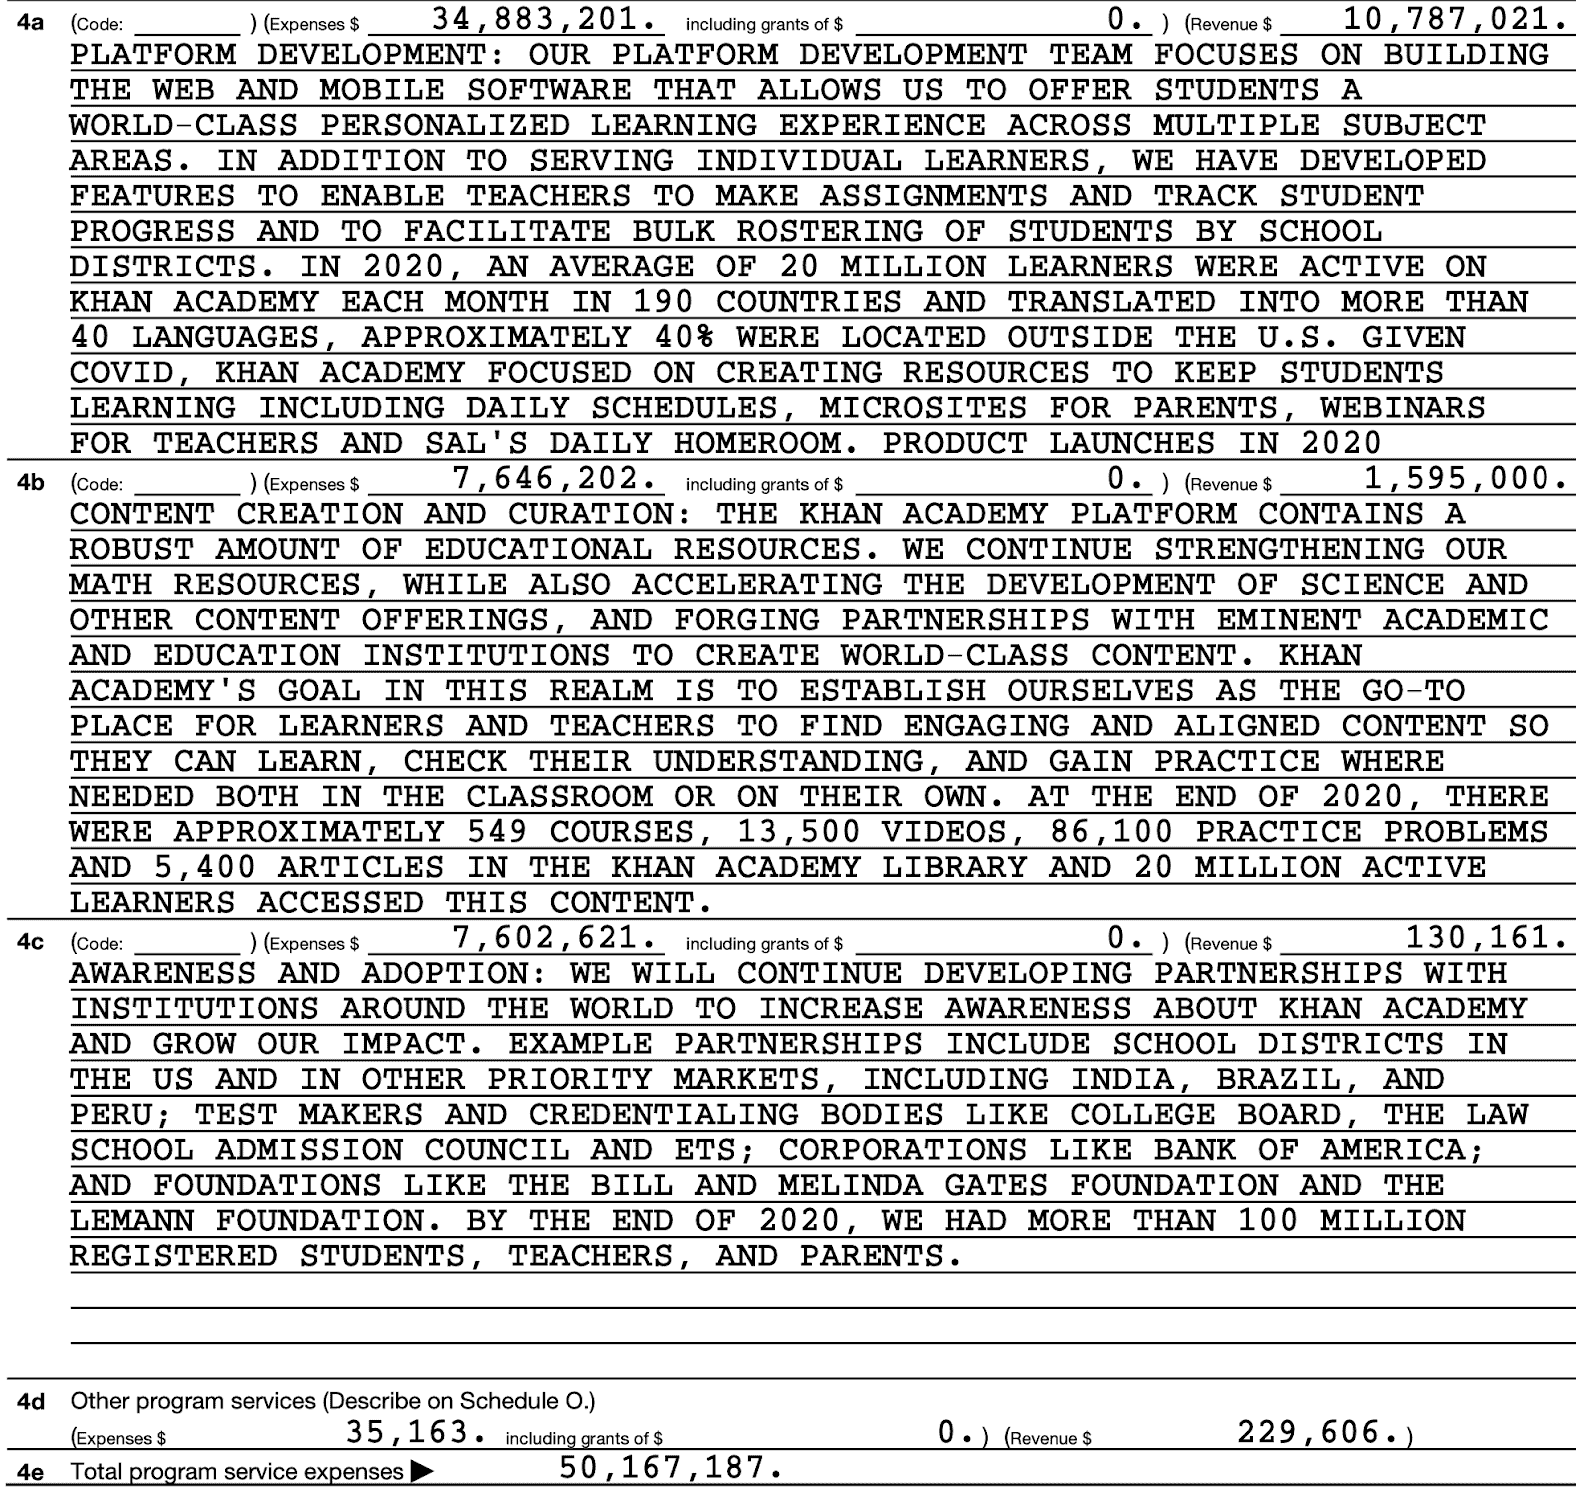 4a (Code: ) (Expenses $ 34,883,201. including grants of $ 0. ) (Revenue $ 10,787,021.
PLATFORM DEVELOPMENT: OUR PLATFORM DEVELOPMENT TEAM FOCUSES ON BUILDING
THE WEB AND MOBILE SOFTWARE THAT ALLOWS US TO OFFER STUDENTS A
WORLD-CLASS PERSONALIZED LEARNING EXPERIENCE ACROSS MULTIPLE SUBJECT
AREAS. IN ADDITION TO SERVING INDIVIDUAL LEARNERS, WE HAVE DEVELOPED
FEATURES TO ENABLE TEACHERS TO MAKE ASSIGNMENTS AND TRACK STUDENT
PROGRESS AND TO FACILITATE BULK ROSTERING OF STUDENTS BY SCHOOL
DISTRICTS. IN 2020, AN AVERAGE OF 20 MILLION LEARNERS WERE ACTIVE ON
KHAN ACADEMY EACH MONTH IN 190 COUNTRIES AND TRANSLATED INTO MORE THAN
40 LANGUAGES, APPROXIMATELY 40% WERE LOCATED OUTSIDE THE U.S. GIVEN
COVID, KHAN ACADEMY FOCUSED ON CREATING RESOURCES TO KEEP STUDENTS
LEARNING INCLUDING DAILY SCHEDULES, MICROSITES FOR PARENTS, WEBINARS
FOR TEACHERS AND SAL'S DAILY HOMEROOM. PRODUCT LAUNCHES IN 2020
4b (Code: ) (Expenses $ 7,646,202. including grants of $ 0. ) (Revenue $ 1,595,000.
CONTENT CREATION AND CURATION: THE KHAN ACADEMY PLATFORM CONTAINS A
ROBUST AMOUNT OF EDUCATIONAL RESOURCES. WE CONTINUE STRENGTHENING OUR
MATH RESOURCES, WHILE ALSO ACCELERATING THE DEVELOPMENT OF SCIENCE AND
OTHER CONTENT OFFERINGS, AND FORGING PARTNERSHIPS WITH EMINENT ACADEMIC
AND EDUCATION INSTITUTIONS TO CREATE WORLD-CLASS CONTENT. KHAN
ACADEMY'S GOAL IN THIS REALM IS TO ESTABLISH OURSELVES AS THE GO-TO
PLACE FOR LEARNERS AND TEACHERS TO FIND ENGAGING AND ALIGNED CONTENT SO
THEY CAN LEARN, CHECK THEIR UNDERSTANDING, AND GAIN PRACTICE WHERE
NEEDED BOTH IN THE CLASSROOM OR ON THEIR OWN. AT THE END OF 2020, THERE
WERE APPROXIMATELY 549 COURSES, 13,500 VIDEOS, 86,100 PRACTICE PROBLEMS
AND 5,400 ARTICLES IN THE KHAN ACADEMY LIBRARY AND 20 MILLION ACTIVE
LEARNERS ACCESSED THIS CONTENT.
4c (Code: ) (Expenses $ 7,602,621. including grants of $ 0. ) (Revenue $ 130,161.
AWARENESS AND ADOPTION: WE WILL CONTINUE DEVELOPING PARTNERSHIPS WITH
INSTITUTIONS AROUND THE WORLD TO INCREASE AWARENESS ABOUT KHAN ACADEMY
AND GROW OUR IMPACT. EXAMPLE PARTNERSHIPS INCLUDE SCHOOL DISTRICTS IN
THE US AND IN OTHER PRIORITY MARKETS, INCLUDING INDIA, BRAZIL, AND
PERU; TEST MAKERS AND CREDENTIALING BODIES LIKE COLLEGE BOARD, THE LAW
SCHOOL ADMISSION COUNCIL AND ETS; CORPORATIONS LIKE BANK OF AMERICA;
AND FOUNDATIONS LIKE THE BILL AND MELINDA GATES FOUNDATION AND THE
LEMANN FOUNDATION. BY THE END OF 2020, WE HAD MORE THAN 100 MILLION
REGISTERED STUDENTS, TEACHERS, AND PARENTS.
4d Other program services (Describe on Schedule O.)
(Expenses $ 35,163. including grants of $ 0. ) (Revenue $ 229,606. )
4e Total program service expenses ▶ 50,167,187.